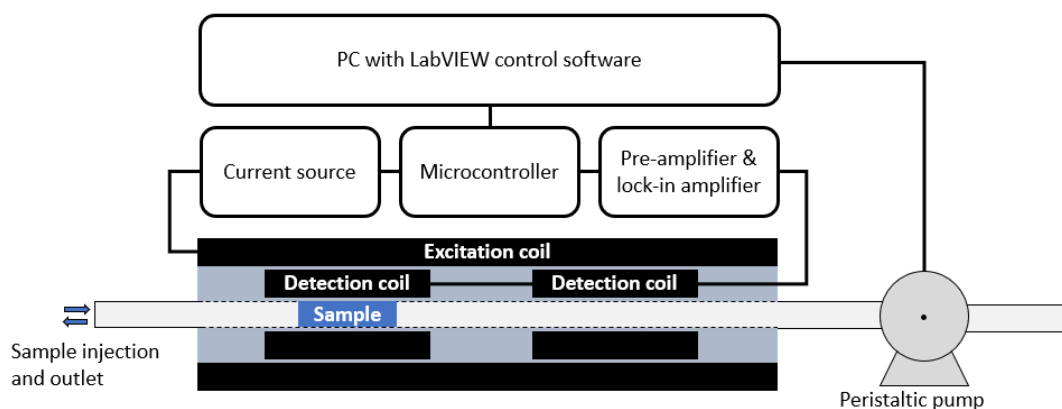 PC with LabVIEW control software
Current source
Microcontroller
Pre-amplifier &
lock-in amplifier
Excitation coil
Detection coil
Detection coil
Sample
Sample injection
and outlet
Peristaltic pump